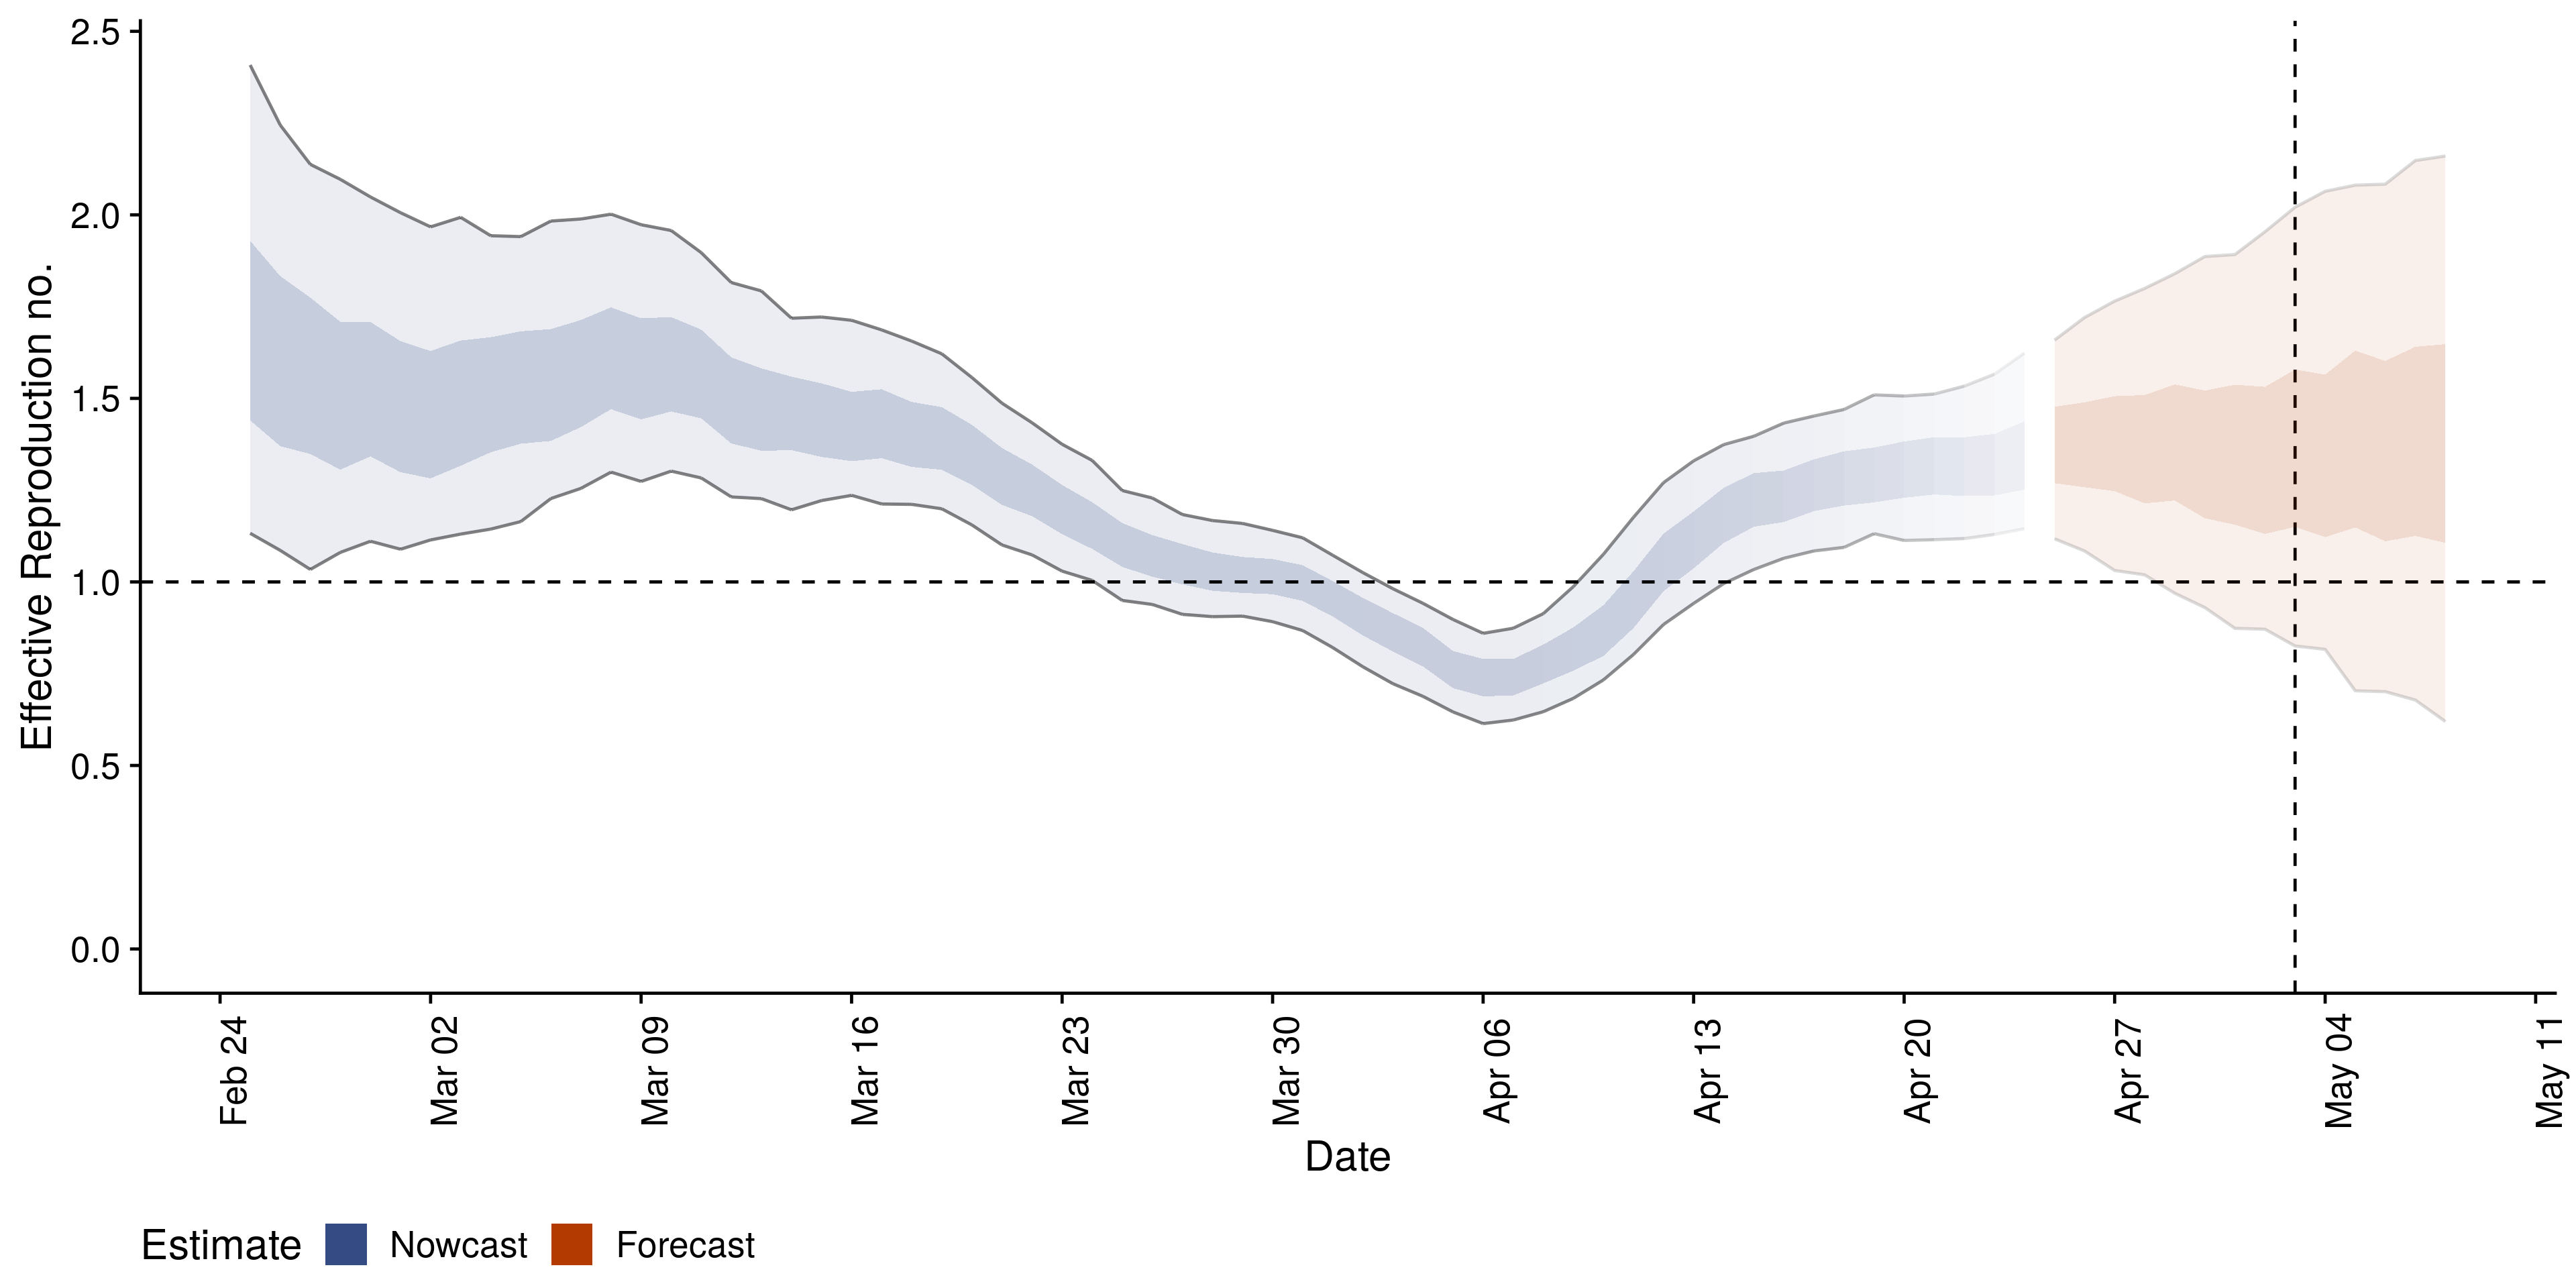 Effective Reproduction no.
2.5
2.0
1.5
1.0
0.5
0.0
Feb 24
Mar 02
Mar 09
Mar 16
Mar 23
Mar 30
Apr 06
Apr 13
Apr 20
Apr 27
May 04
May 11
Date
Estimate Nowcast Forecast